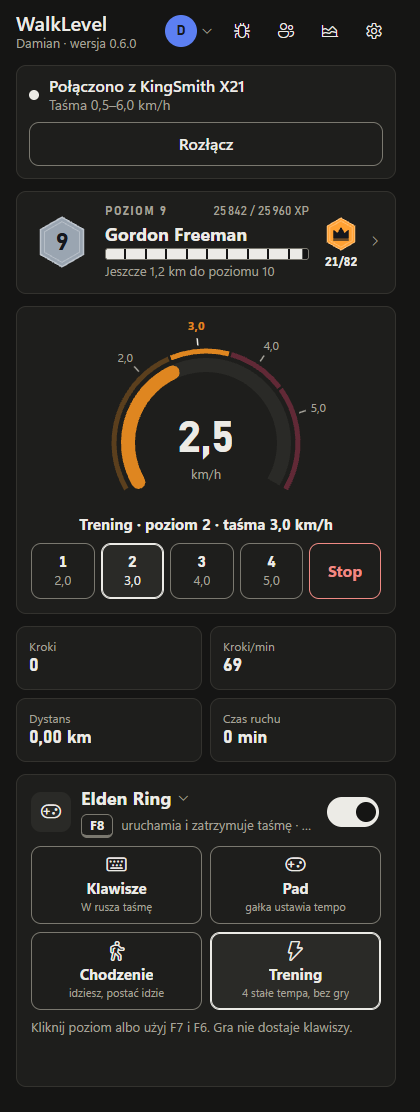 WalkLevel
Damian · wersja 0.6.0
D
Połączono z KingSmith X21
Taśma 0,5–6,0 km/h
Rozłącz
9
POZIOM 9
25 842 / 25 960 XP
Gordon Freeman
Jeszcze 1,2 km do poziomu 10
21/82
3,0
2,0
4,0
5,0
2,5
km/h
Trening · poziom 2 · taśma 3,0 km/h
1
2,0
2
3,0
3
4,0
4
5,0
Stop
Kroki
0
Kroki/min
69
Dystans
0,00 km
Czas ruchu
0 min
Elden Ring
F8 uruchamia i zatrzymuje taśmę · ...
Klawisze
W rusza taśmę
Pad
gałka ustawia tempo
Chodzenie
idziesz, postać idzie
Trening
4 stałe tempa, bez gry
Kliknij poziom albo użyj F7 i F6. Gra nie dostaje klawiszy.